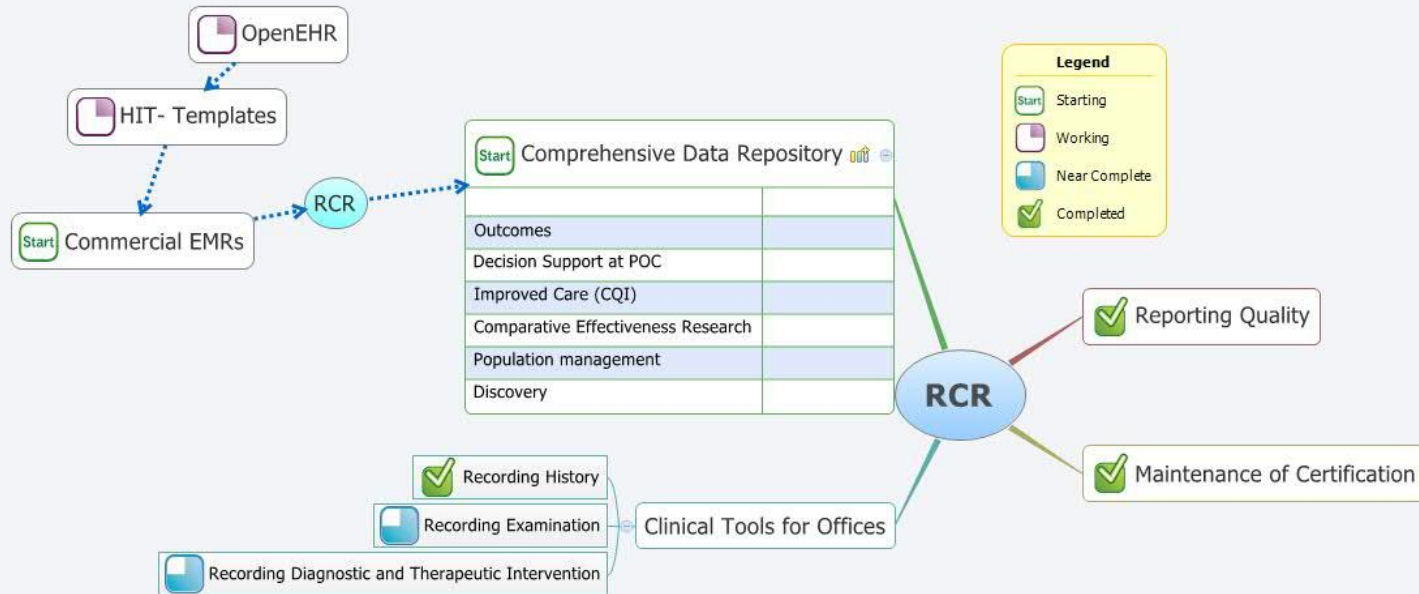 OpenEHR
HIT- Templates
Start Commercial EMRs
RCR
Start Comprehensive Data Repository
Outcomes
Decision Support at POC
Improved Care (CQI)
Comparative Effectiveness Research
Population management
Discovery
Legend
Start Starting
Working
Near Complete
Completed
RCR
Reporting Quality
Maintenance of Certification
Clinical Tools for Offices
Recording History
Recording Examination
Recording Diagnostic and Therapeutic Intervention